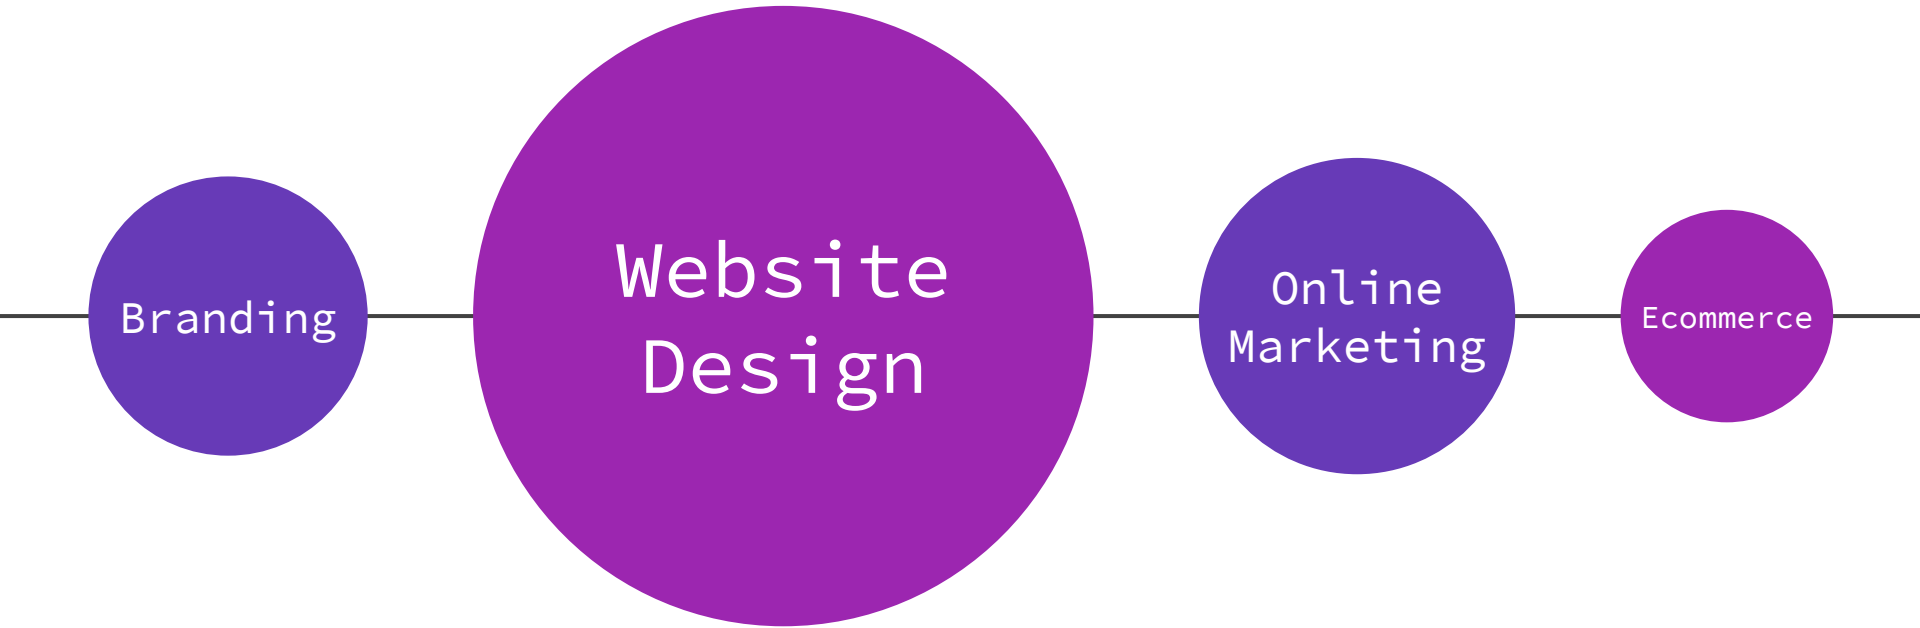 Branding
Website
Design
Online
Marketing
Ecommerce